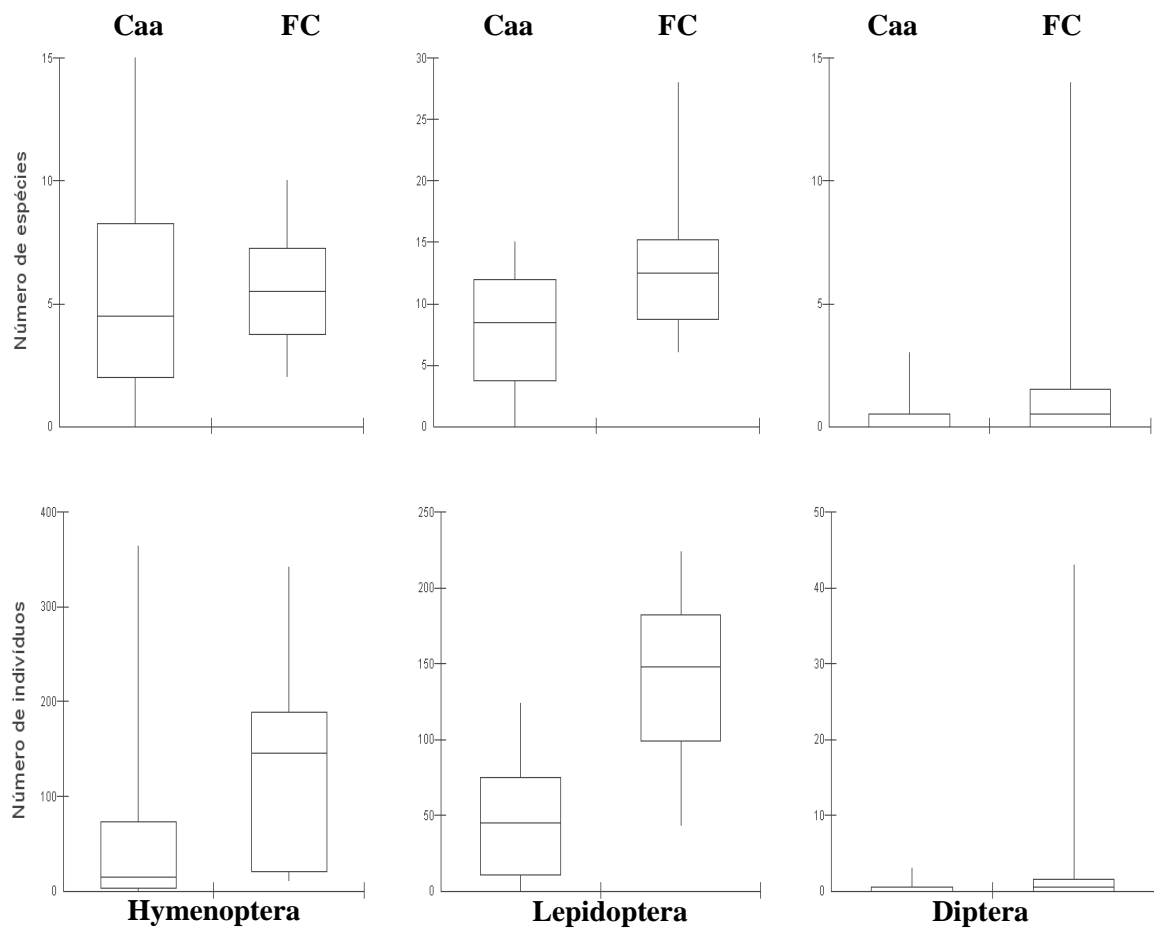 Caa FC Caa FC Caa FC
15 30 15
25
10 20 10
15
5 10 5
5
0 0 0
Número de espécies
400 250 50
200 40
300
150 30
200
100 20
100
50 10
0 0 0
Número de indivíduos
Hymenoptera Lepidoptera Diptera